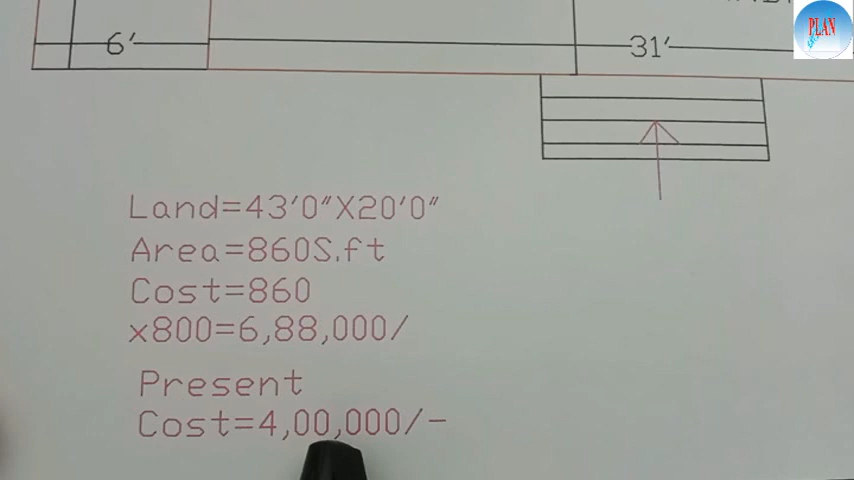 PLAN
6'
31'
Land=43'0"X20'0"
Area=860S.ft
Cost=860
x800=6,88,000/
Present
Cost=4,00,000/-